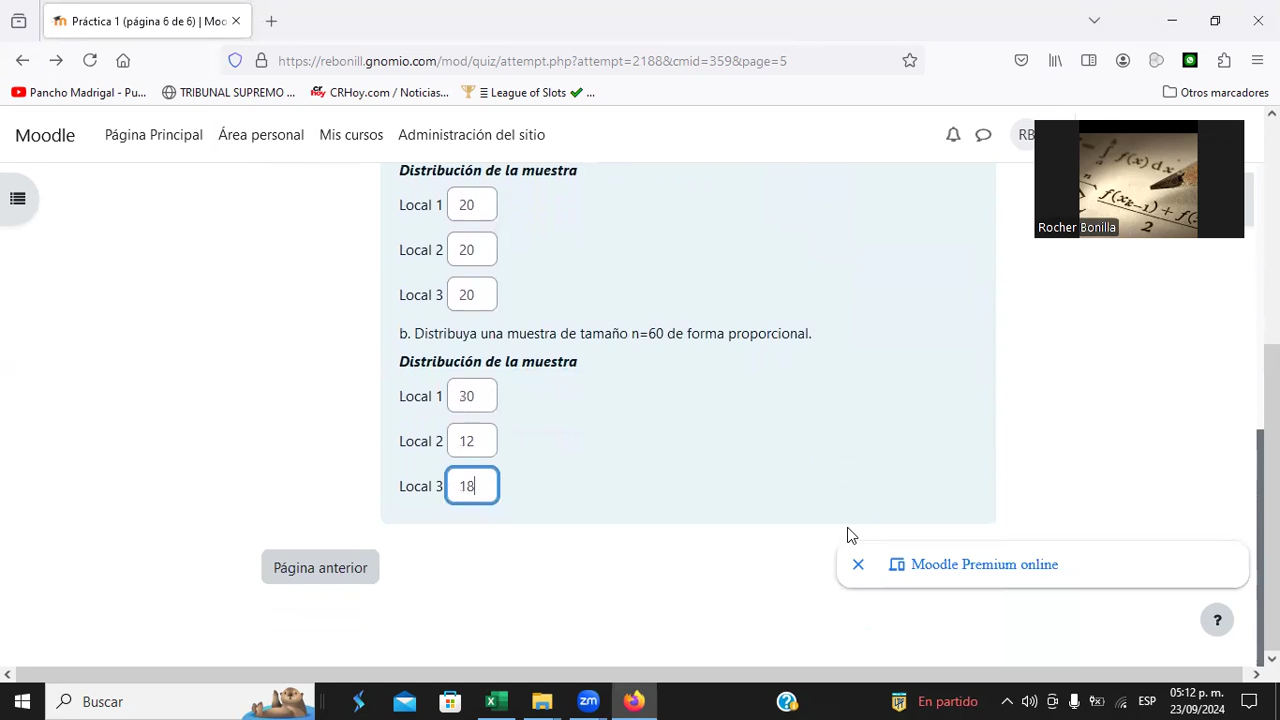 Práctica 1 (página 6 de 6) | Moo
https://rebonill.gnomio.com/mod/quiz/attempt.php?attempt=2188&cmid=359&page=5
Pancho Madrigal - Pu... TRIBUNAL SUPREMO ... CRHoy.com / Noticias... ☰ League of Slots ✔ ... Otros marcadores
Moodle Página Principal Área personal Mis cursos Administración del sitio RB
Rocher Bonilla
Distribución de la muestra
Local 1 20
Local 2 20
Local 3 20
b. Distribuya una muestra de tamaño n=60 de forma proporcional.
Distribución de la muestra
Local 1 30
Local 2 12
Local 3 18
Página anterior
Moodle Premium online
?
Buscar
En partido ESP 05:12 p. m.
23/09/2024